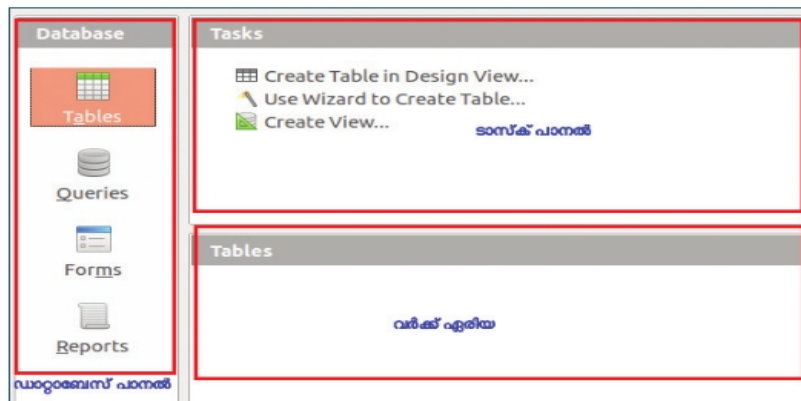 Database
Tables
Queries
Forms
Reports
ഡാറ്റാബേസ് പാനൽ
Tasks
Create Table in Design View...
Use Wizard to Create Table...
Create View...
ടാസ്ക് പാനൽ
Tables
വർക്ക് ഏരിയ